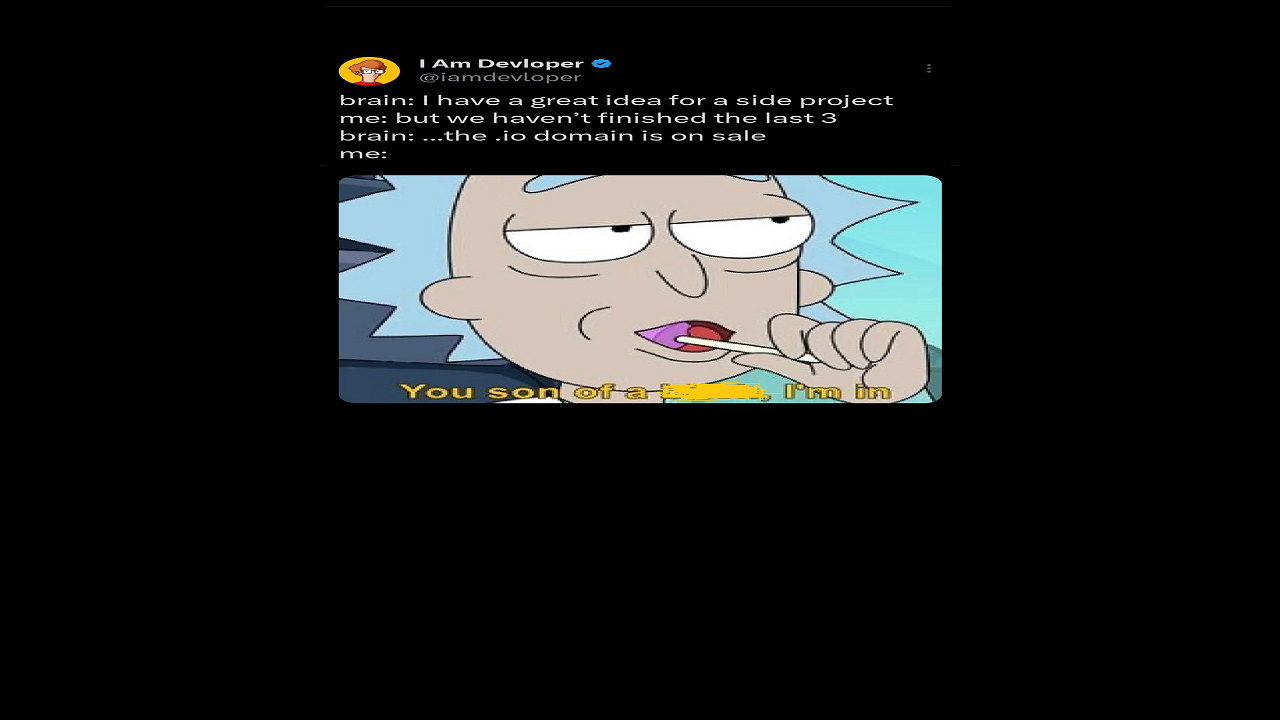 I Am Devloper
@iamdevloper
brain: I have a great idea for a side project
me: but we haven’t finished the last 3
brain: ...the .io domain is on sale
me:
You son of a , I'm in